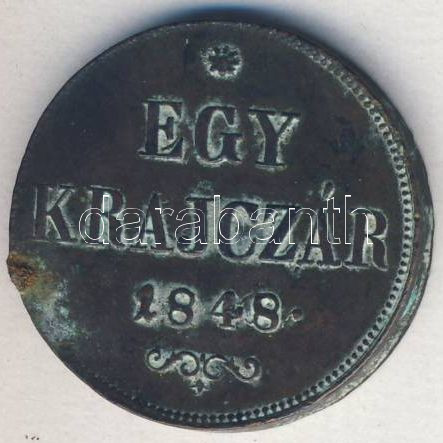 EGY
KRAJCZÁR
1848.
darabanth